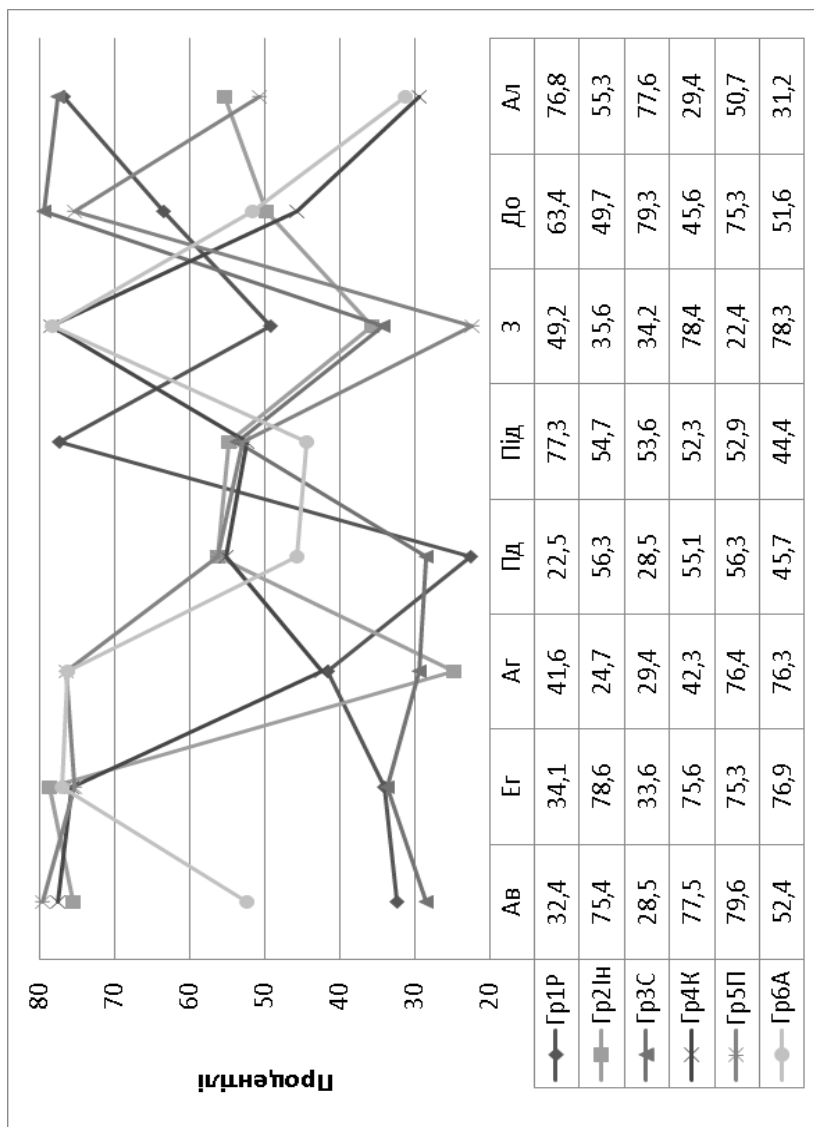 Процентілі
80
70
60
50
40
30
20
Ав Ег Аг Пд Під З До Ал
Гр1Р 32,4 34,1 41,6 22,5 77,3 49,2 63,4 76,8
Гр2Ін 75,4 78,6 24,7 56,3 54,7 35,6 49,7 55,3
Гр3С 28,5 33,6 29,4 28,5 53,6 34,2 79,3 77,6
Гр4К 77,5 75,6 42,3 55,1 52,3 78,4 45,6 29,4
Гр5П 79,6 75,3 76,4 56,3 52,9 22,4 75,3 50,7
Гр6А 52,4 76,9 76,3 45,7 44,4 78,3 51,6 31,2